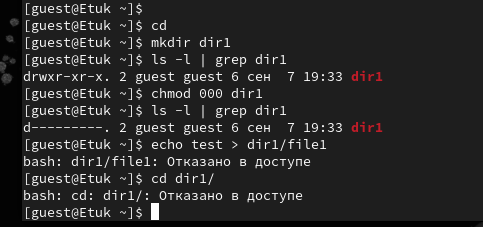 [guest@Etuk ~]$
[guest@Etuk ~]$ cd
[guest@Etuk ~]$ mkdir dir1
[guest@Etuk ~]$ ls -l | grep dir1
drwxr-xr-x. 2 guest guest 6 сен  7 19:33 dir1
[guest@Etuk ~]$ chmod 000 dir1
[guest@Etuk ~]$ ls -l | grep dir1
d---------. 2 guest guest 6 сен  7 19:33 dir1
[guest@Etuk ~]$ echo test > dir1/file1
bash: dir1/file1: Отказано в доступе
[guest@Etuk ~]$ cd dir1/
bash: cd: dir1/: Отказано в доступе
[guest@Etuk ~]$